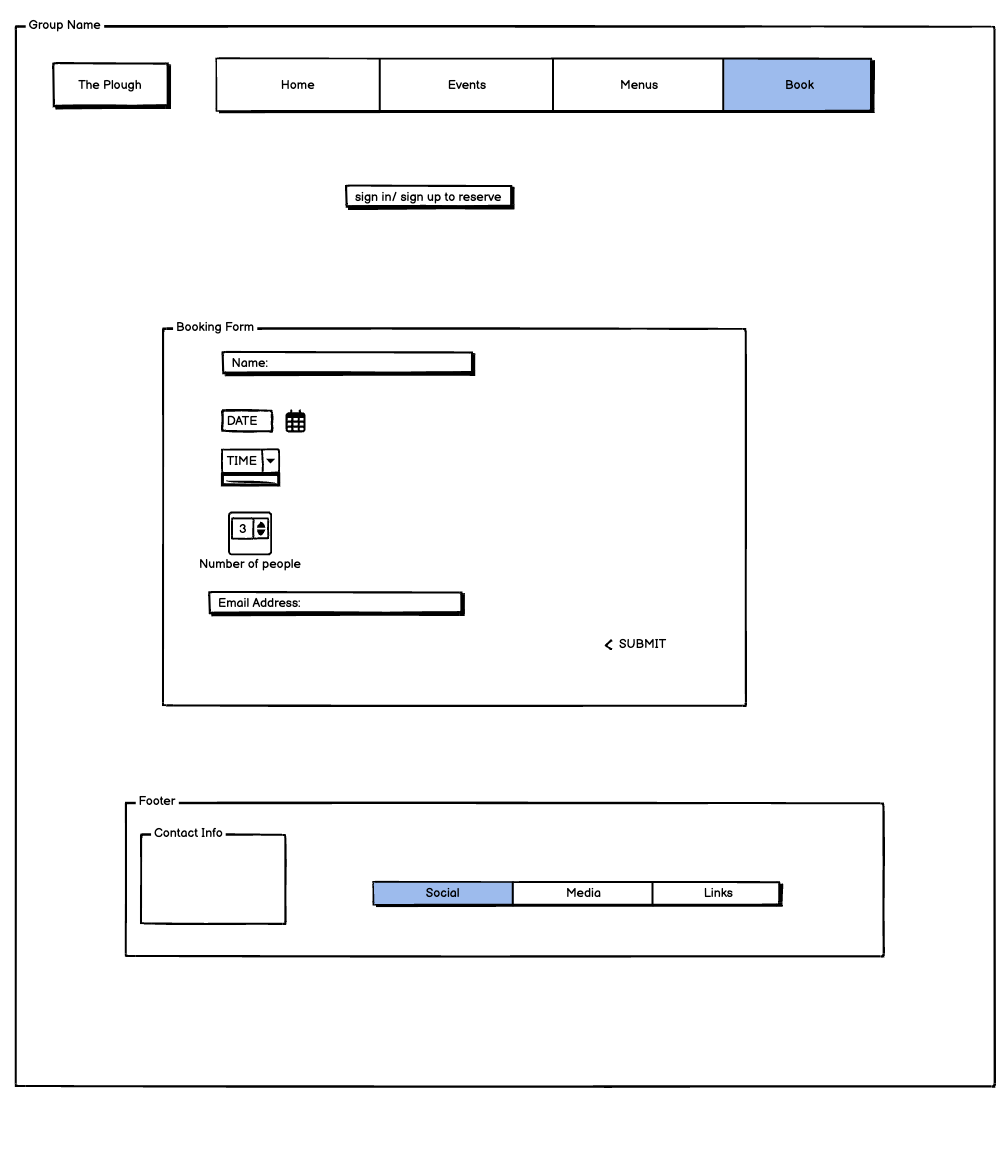 Group Name
The Plough
Home Events Menus Book
sign in/ sign up to reserve
Booking Form
Name:
DATE
TIME
3
Number of people
Email Address:
SUBMIT
Footer
Contact Info
Social Media Links